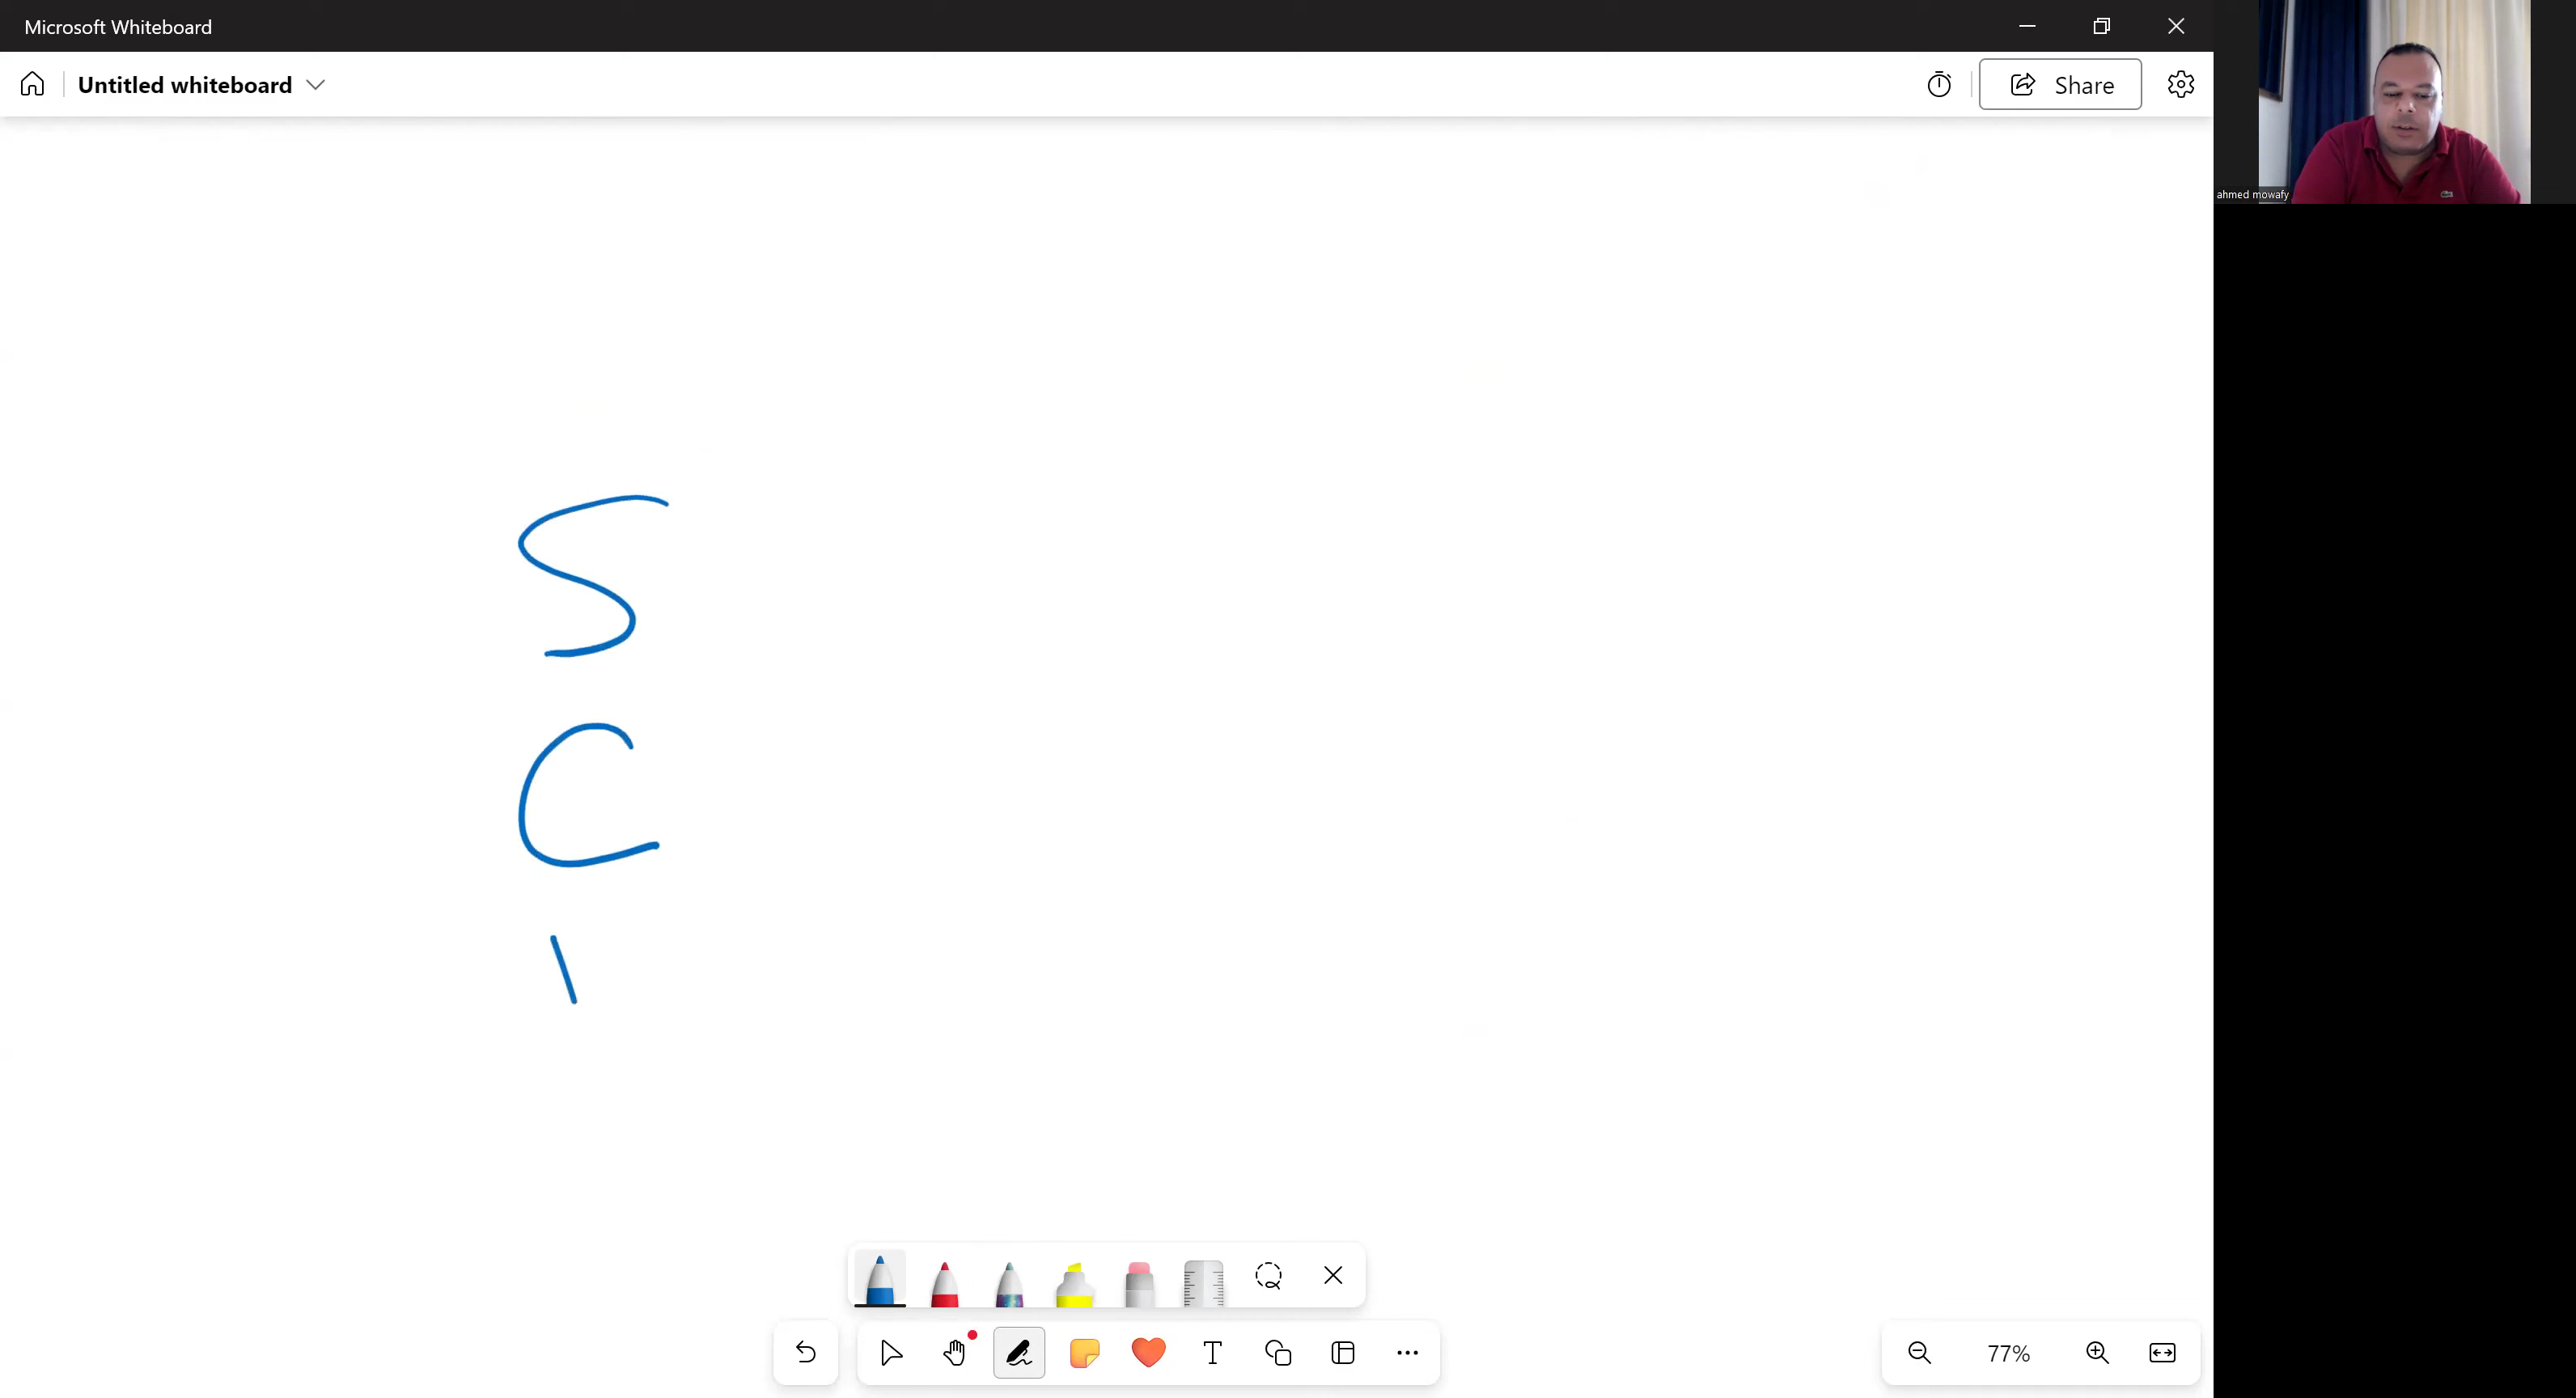 Microsoft Whiteboard
Untitled whiteboard
Share
ahmed mowafy
S
C
77%